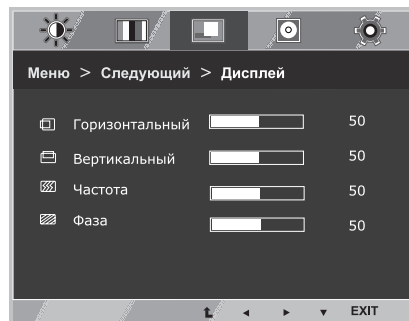 Меню > Следующий > Дисплей
Горизонтальный 50
Вертикальный 50
Частота 50
Фаза 50
EXIT